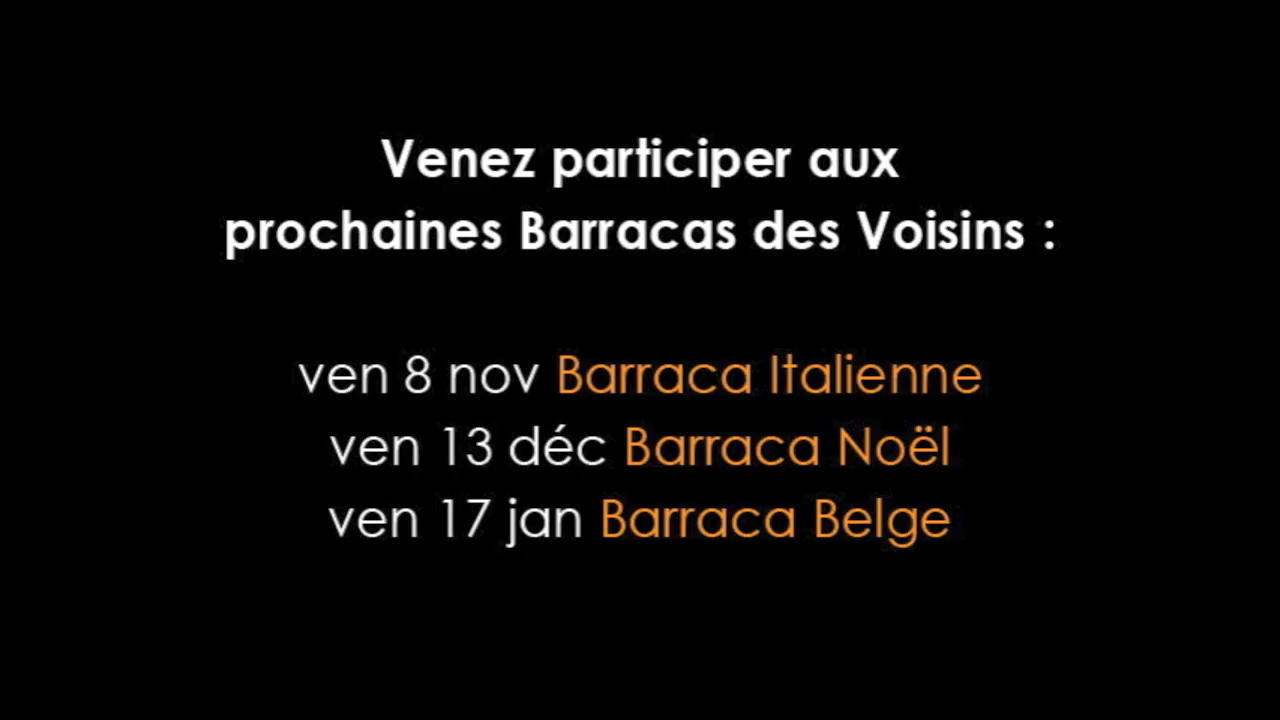 Venez participer aux
prochaines Barracas des Voisins :
ven 8 nov Barraca Italienne
ven 13 déc Barraca Noël
ven 17 jan Barraca Belge